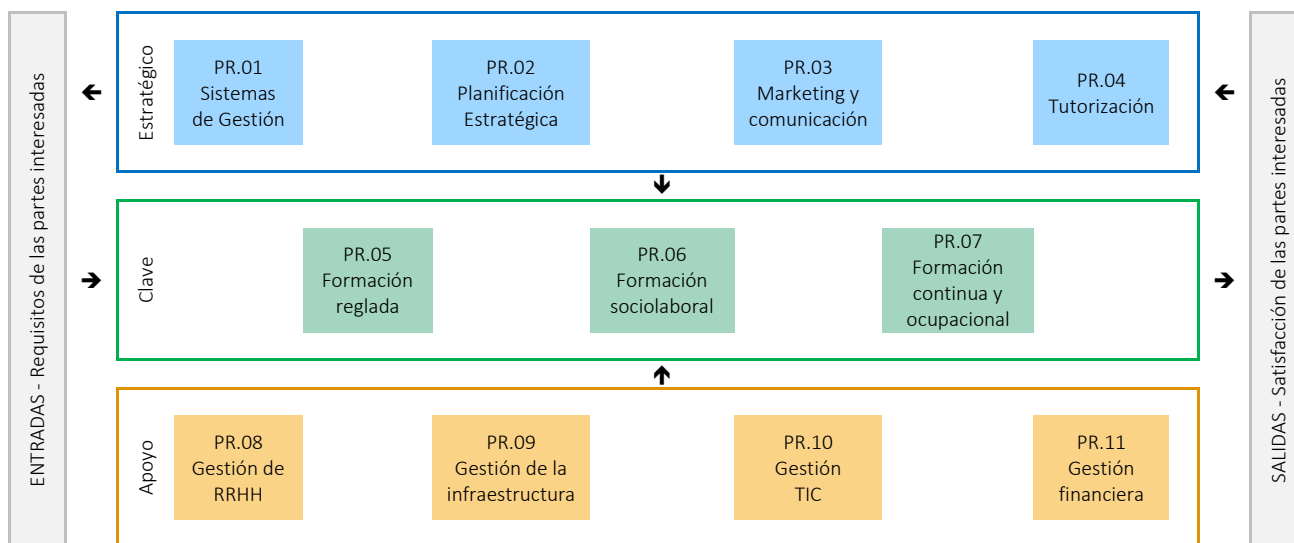 ENTRADAS - Requisitos de las partes interesadas
Estratégico
PR.01
Sistemas
de Gestión
PR.02
Planificación
Estratégica
PR.03
Marketing y
comunicación
PR.04
Tutorización
Clave
PR.05
Formación
reglada
PR.06
Formación
sociolaboral
PR.07
Formación
continua y
ocupacional
Apoyo
PR.08
Gestión de
RRHH
PR.09
Gestión de la
infraestructura
PR.10
Gestión
TIC
PR.11
Gestión
financiera
SALIDAS - Satisfacción de las partes interesadas